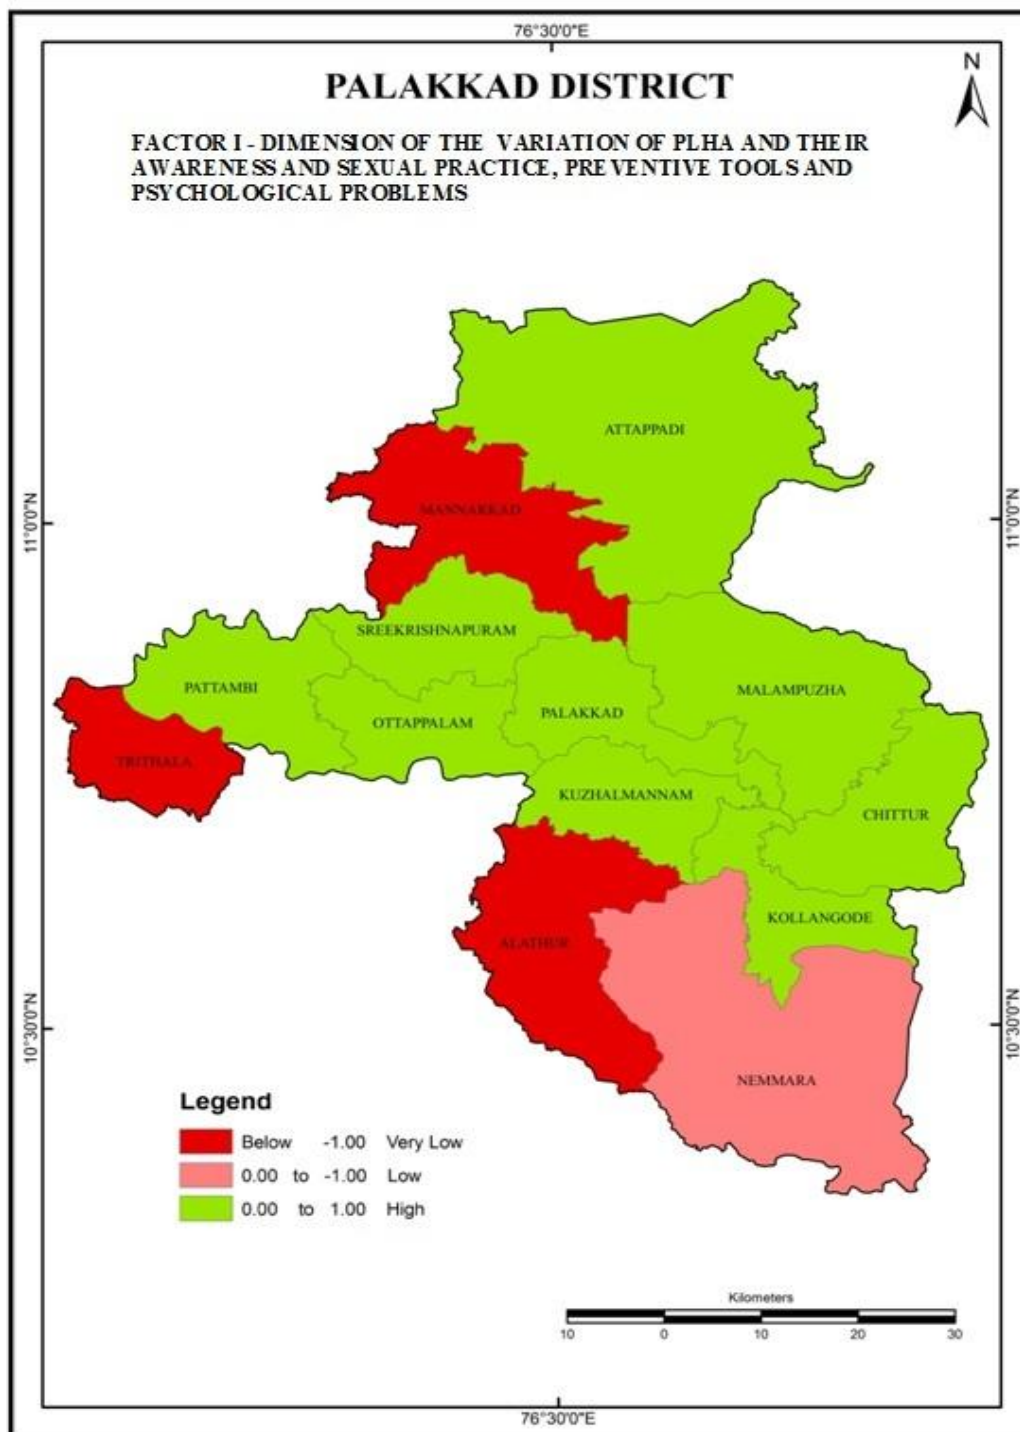 76°30'0"E
N
PALAKKAD DISTRICT
FACTOR I - DIMENSION OF THE VARIATION OF PLHA AND THEIR
AWARENESS AND SEXUAL PRACTICE, PREVENTIVE TOOLS AND
PSYCHOLOGICAL PROBLEMS
ATTAPPADI
MANNARKKAD
11°0'0"N
11°0'0"N
SREEKRISHNAPURAM
PATTAMBI
MALAMPUZHA
OTTAPPALAM
PALAKKAD
TRITHALA
KUZHALMANNAM
CHITTUR
KOLLANGODE
ALATHUR
10°30'0"N
10°30'0"N
NEMMARA
Legend
Below -1.00 Very Low
0.00 to -1.00 Low
0.00 to 1.00 High
Kilometers
10 0 10 20 30
76°30'0"E